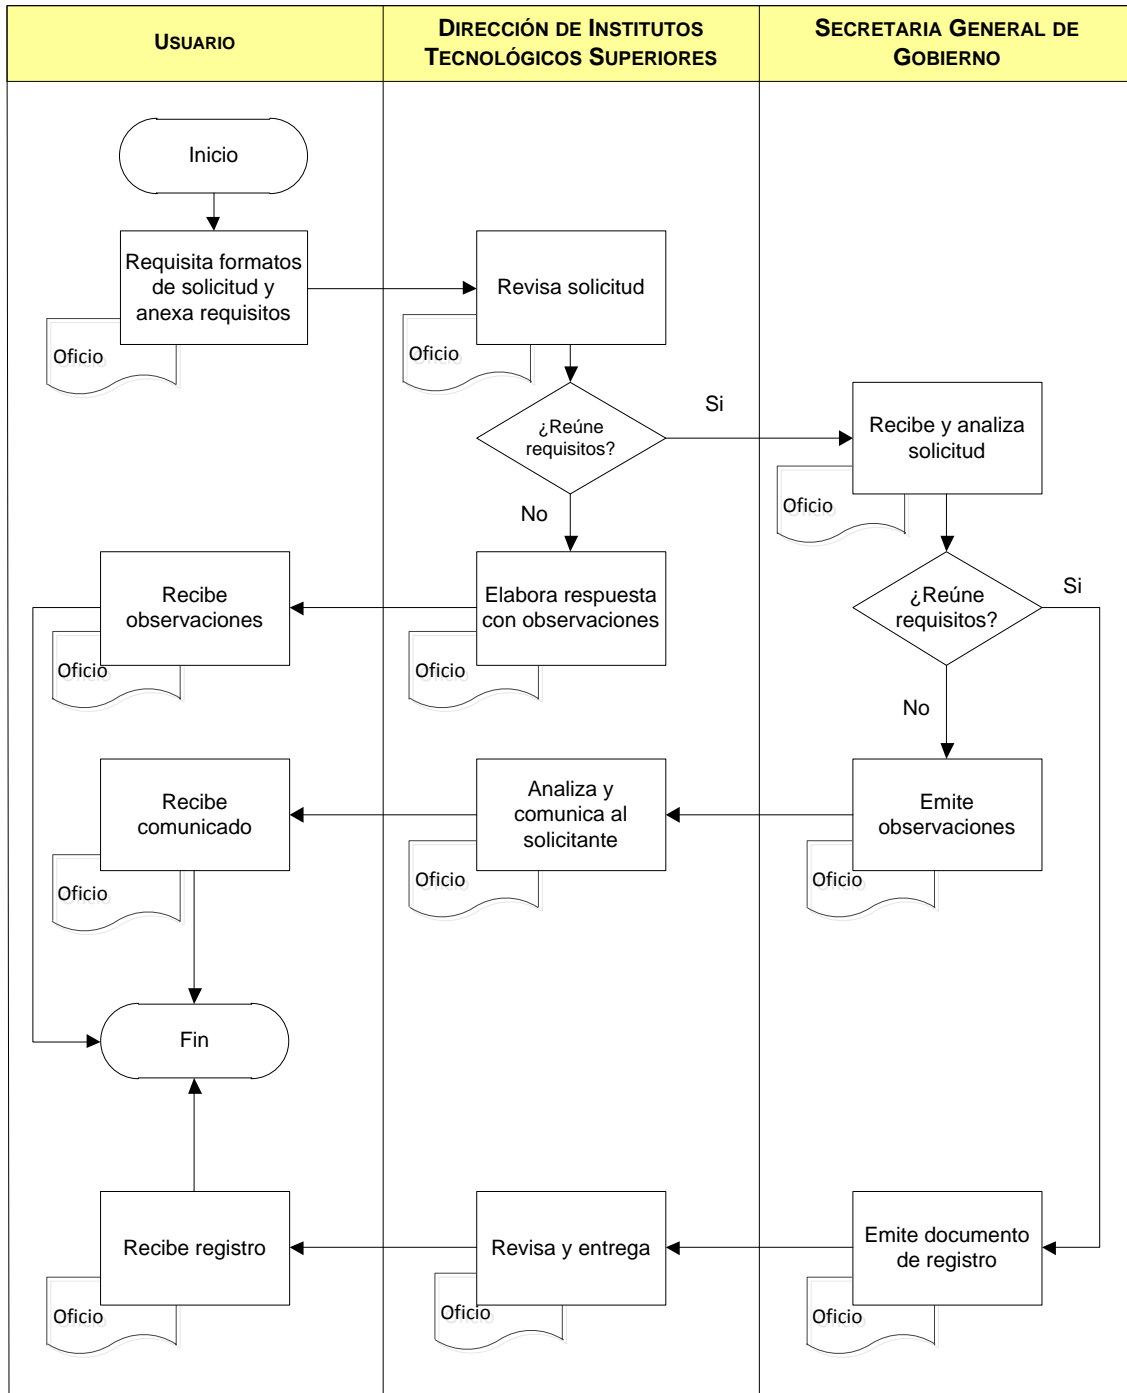 USUARIO
DIRECCIÓN DE INSTITUTOS
TECNOLÓGICOS SUPERIORES
SECRETARIA GENERAL DE
GOBIERNO
Inicio
Requisita formatos
de solicitud y
anexa requisitos
Oficio
Revisa solicitud
Oficio
¿Reúne
requisitos?
Si
Recibe y analiza
solicitud
Oficio
No
¿Reúne
requisitos?
Si
Recibe
observaciones
Oficio
Elabora respuesta
con observaciones
Oficio
No
Recibe
comunicado
Oficio
Analiza y
comunica al
solicitante
Oficio
Emite
observaciones
Oficio
Fin
Recibe registro
Oficio
Revisa y entrega
Oficio
Emite documento
de registro
Oficio